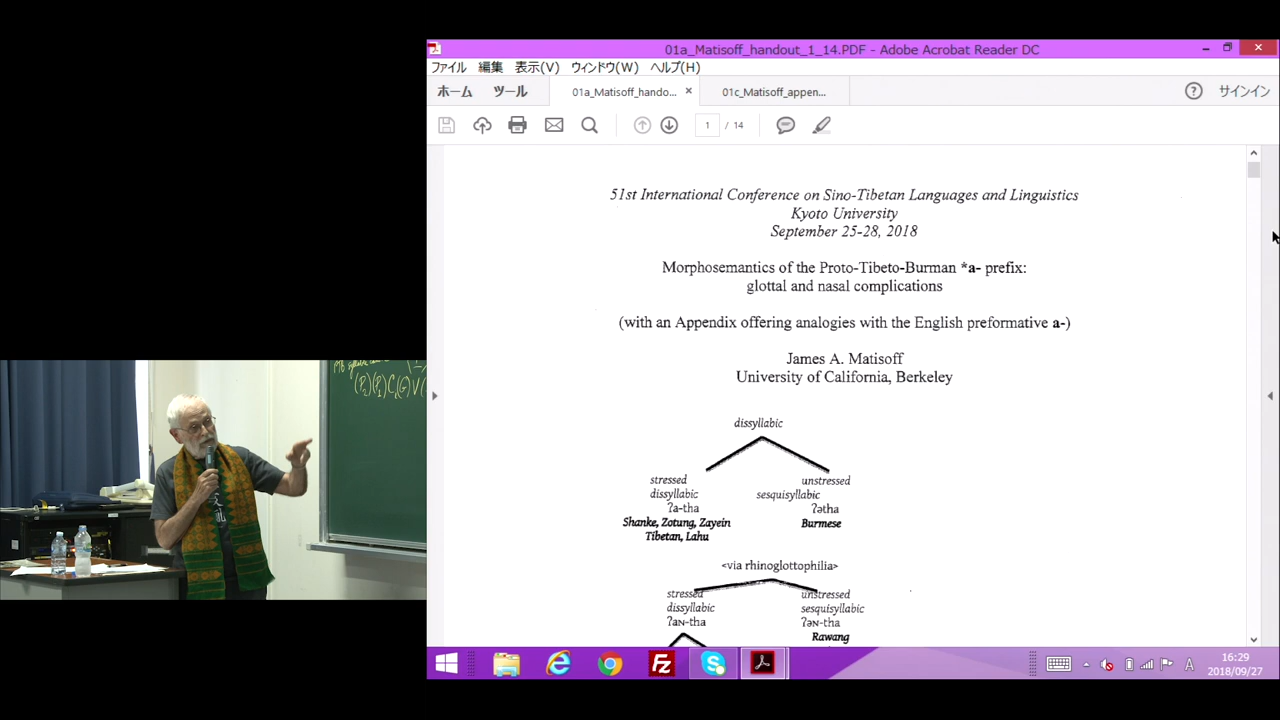 01a_Matisoff_handout_1_14.PDF - Adobe Acrobat Reader DC
ファイル 編集 表示(V) ウィンドウ(W) ヘルプ(H)
ホーム ツール 01a_Matisoff_hando... × 01c_Matisoff_appen... サインイン
1 / 14
51st International Conference on Sino-Tibetan Languages and Linguistics
Kyoto University
September 25-28, 2018
Morphosemantics of the Proto-Tibeto-Burman *a- prefix:
glottal and nasal complications
(with an Appendix offering analogies with the English preformative a-)
James A. Matisoff
University of California, Berkeley
dissyllabic
stressed unstressed
dissyllabic sesquisyllabic
ʔa-tha ʔətha
Shanke, Zotung, Zayein Burmese
Tibetan, Lahu
<via rhinoglottophilia>
stressed unstressed
dissyllabic sesquisyllabic
ʔaɴ-tha ʔəɴ-tha
Rawang
A 16:29
2018/09/27